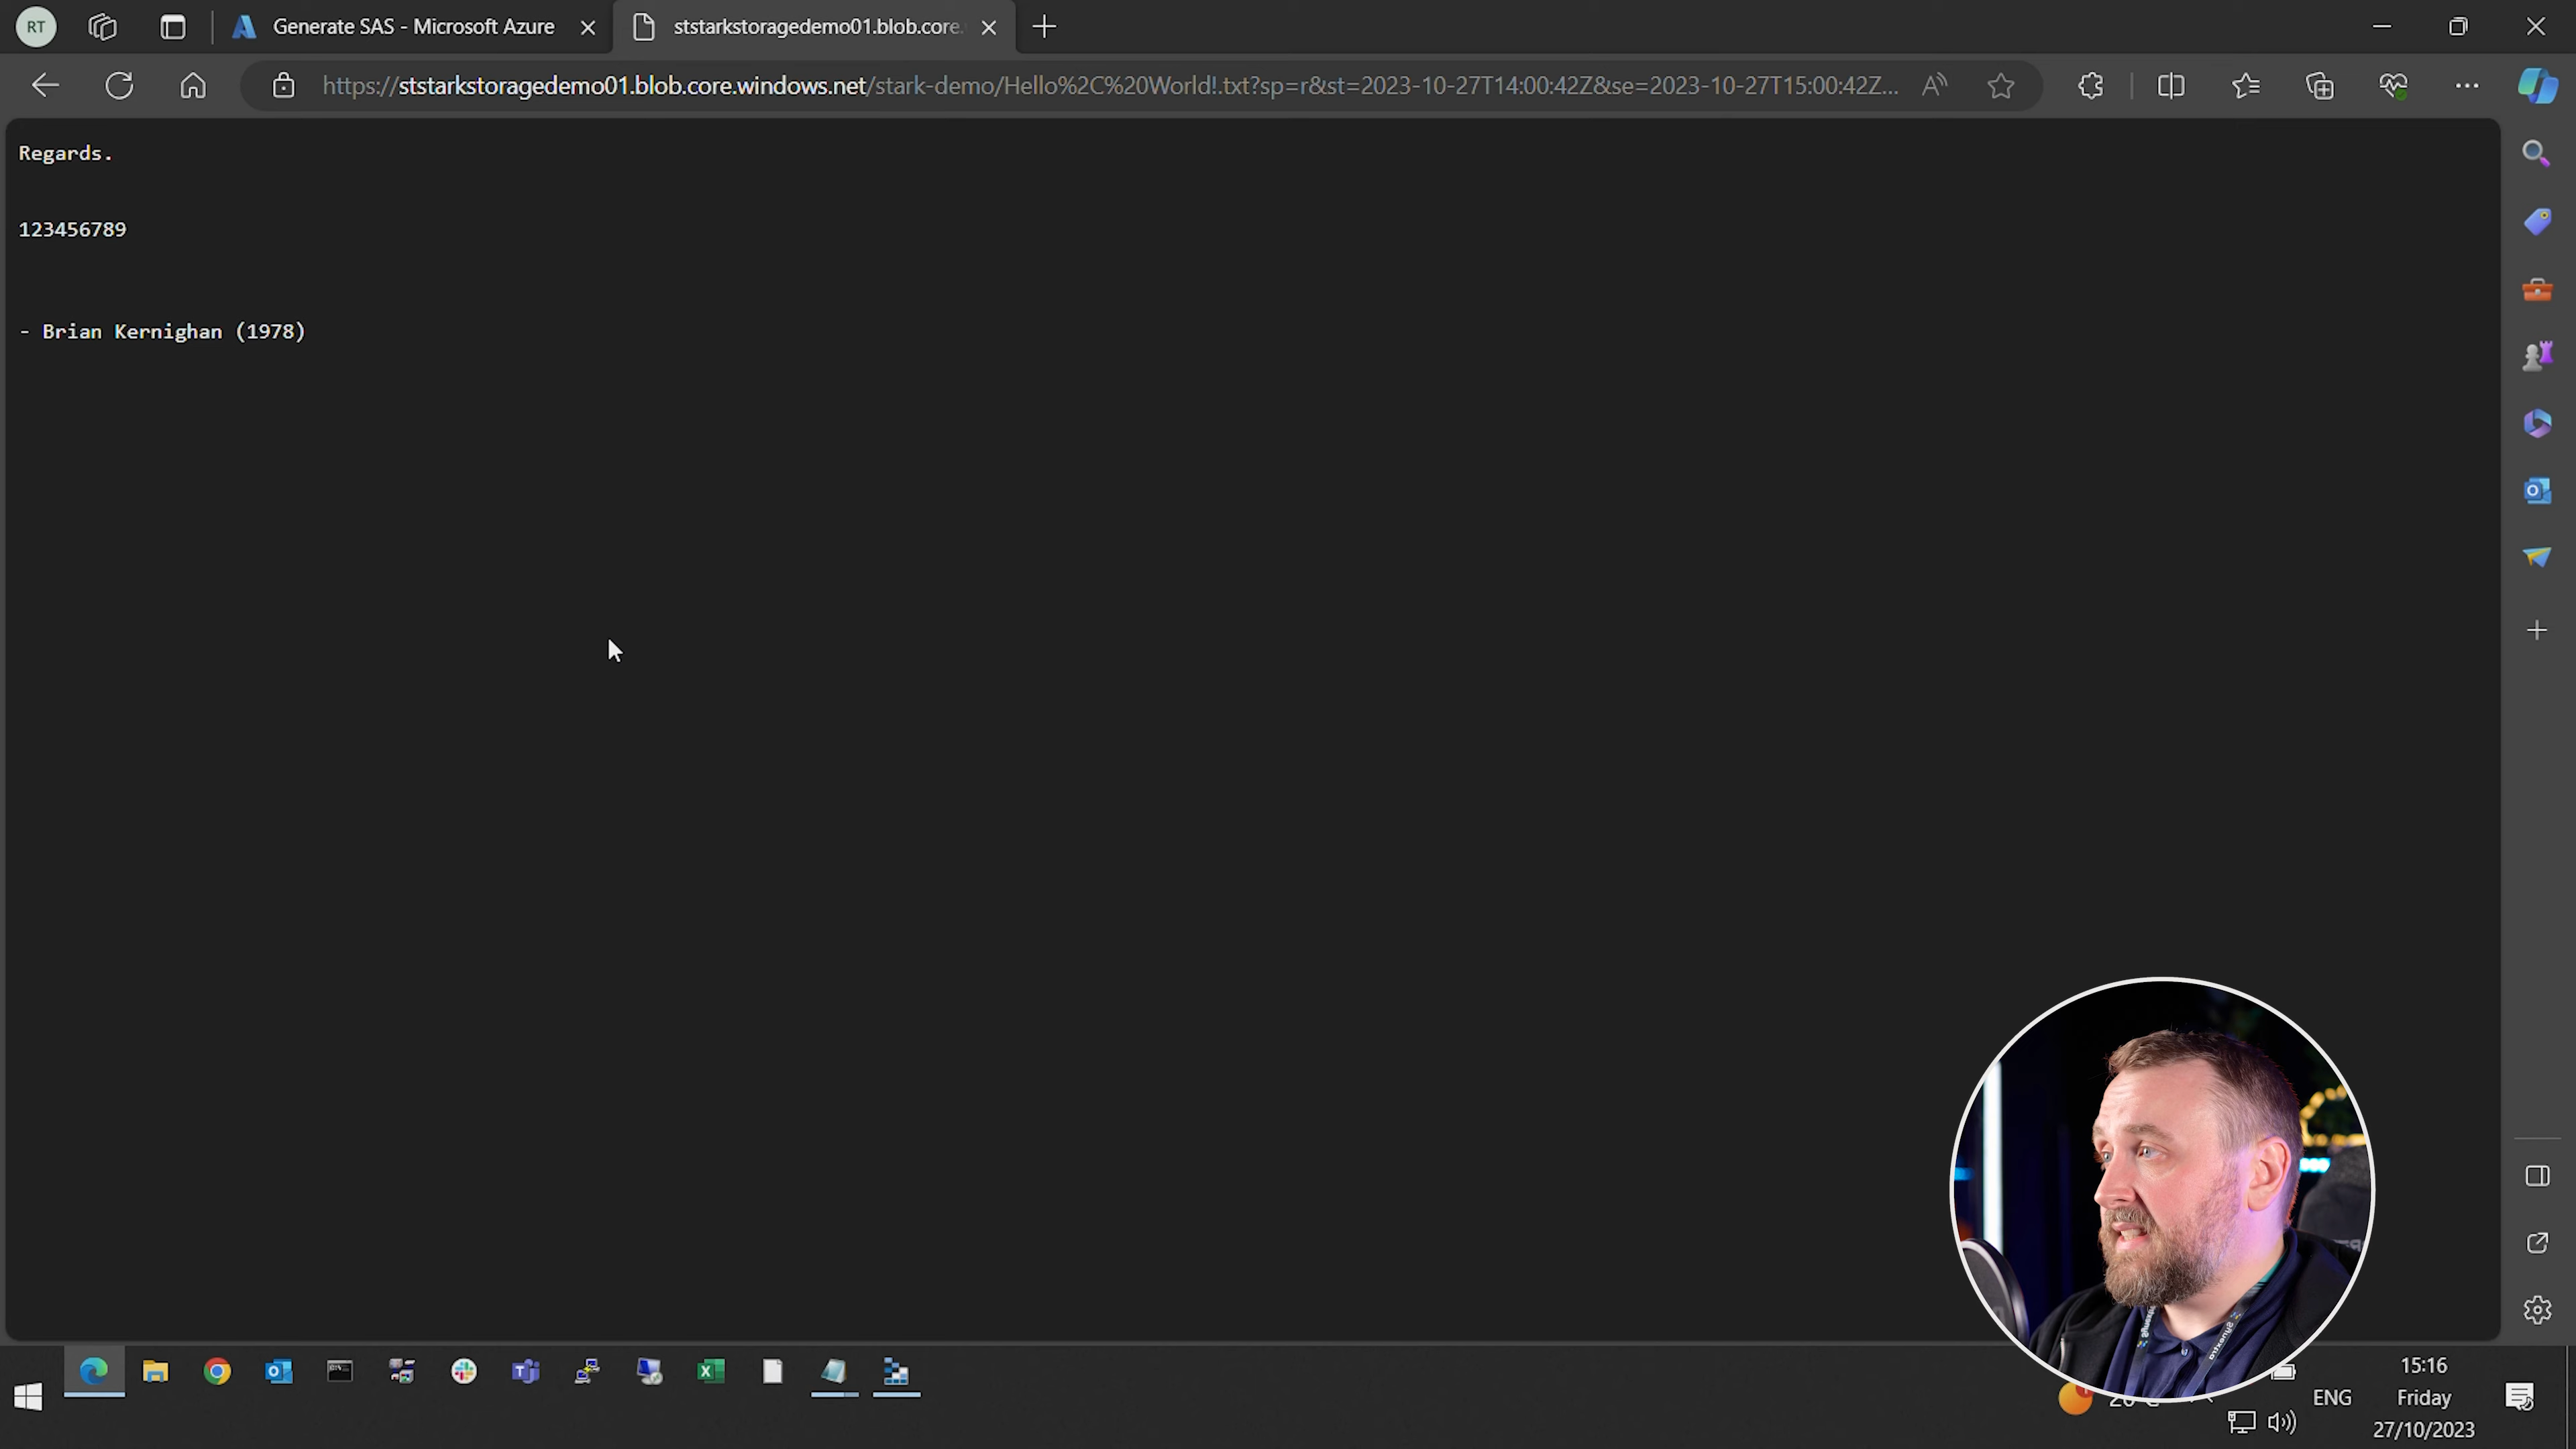 RT
Generate SAS - Microsoft Azure
ststarkstoragedemo01.blob.core.
https://ststarkstoragedemo01.blob.core.windows.net/stark-demo/Hello%2C%20World!.txt?sp=r&st=2023-10-27T14:00:42Z&se=2023-10-27T15:00:42Z...
Regards.
123456789
- Brian Kernighan (1978)
ENG
15:16
Friday
27/10/2023